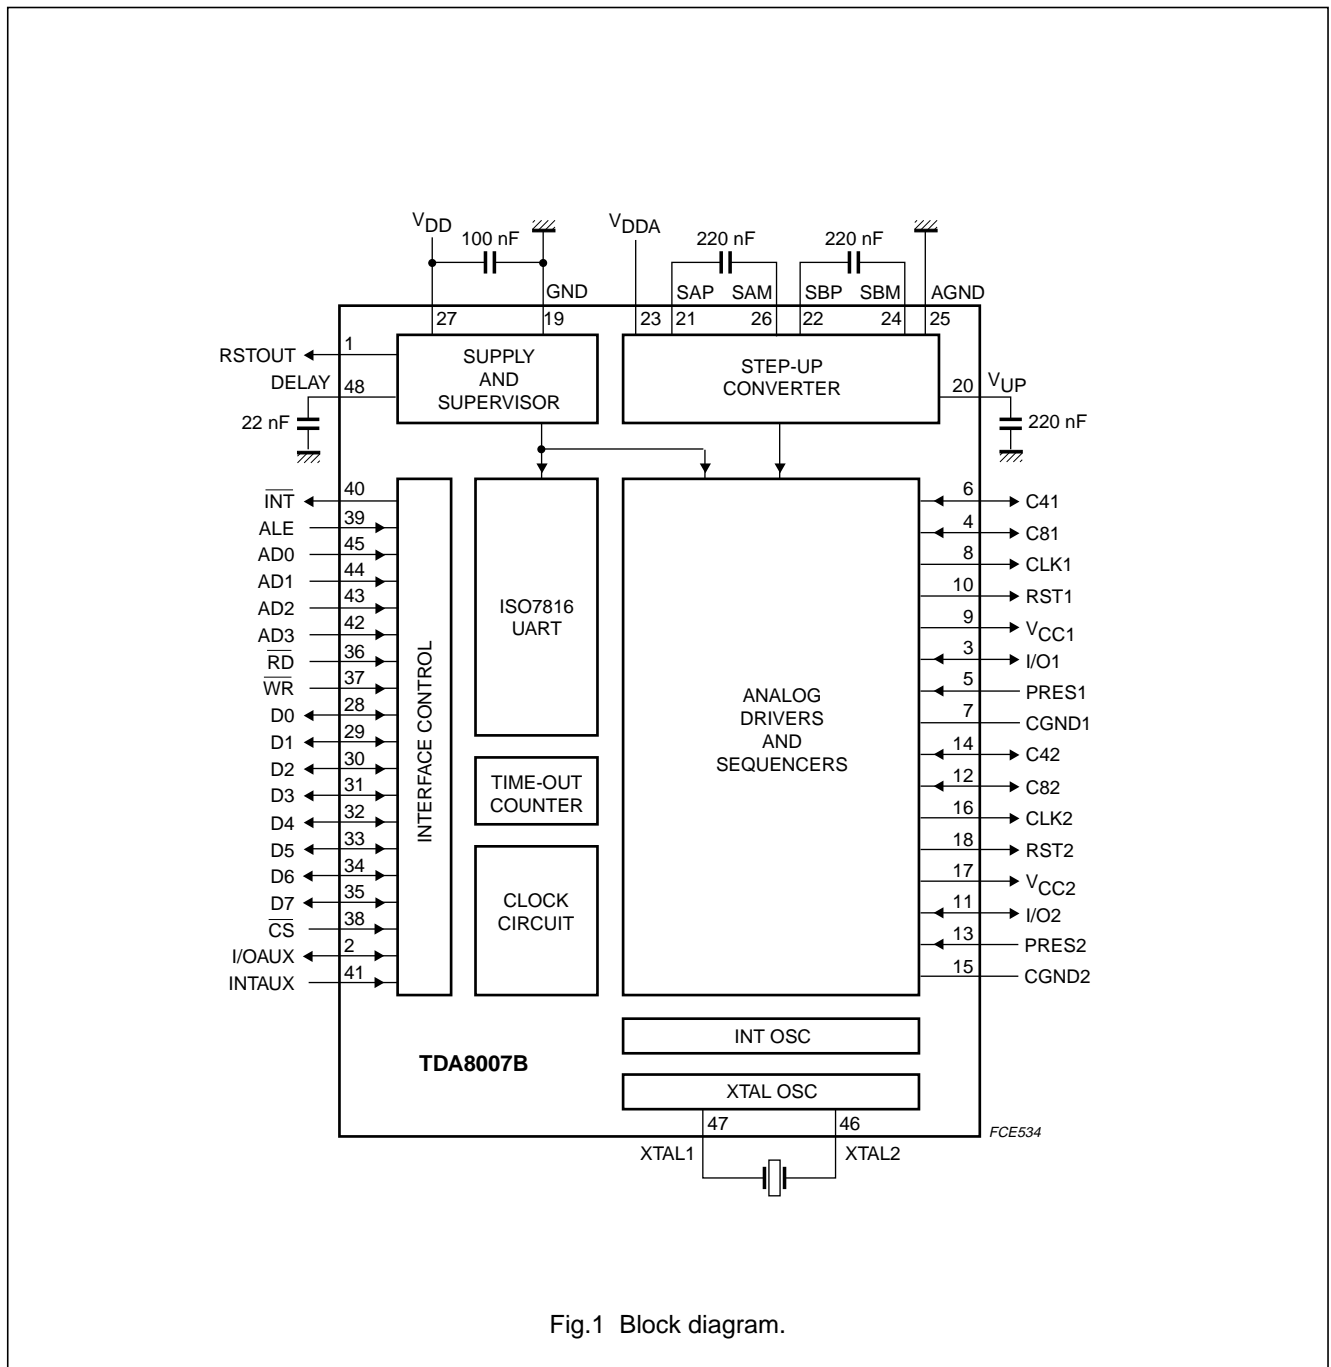 VDD
100 nF
VDDA
220 nF
220 nF
GND
SAP
SAM
SBP
SBM
AGND
27
19
23
21
26
22
24
25
RSTOUT
1
SUPPLY
AND
SUPERVISOR
STEP-UP
CONVERTER
DELAY
48
22 nF
20
VUP
220 nF
INT
40
ALE
39
AD0
45
AD1
44
AD2
43
AD3
42
RD
36
WR
37
D0
28
D1
29
D2
30
D3
31
D4
32
D5
33
D6
34
D7
35
CS
38
I/OAUX
2
INTAUX
41
INTERFACE CONTROL
ISO7816
UART
TIME-OUT
COUNTER
CLOCK
CIRCUIT
ANALOG
DRIVERS
AND
SEQUENCERS
6
C41
4
C81
8
CLK1
10
RST1
9
VCC1
3
I/O1
5
PRES1
7
CGND1
14
C42
12
C82
16
CLK2
18
RST2
17
VCC2
11
I/O2
13
PRES2
15
CGND2
INT OSC
TDA8007B
XTAL OSC
47
46
XTAL1
XTAL2
FCE534
Fig.1 Block diagram.